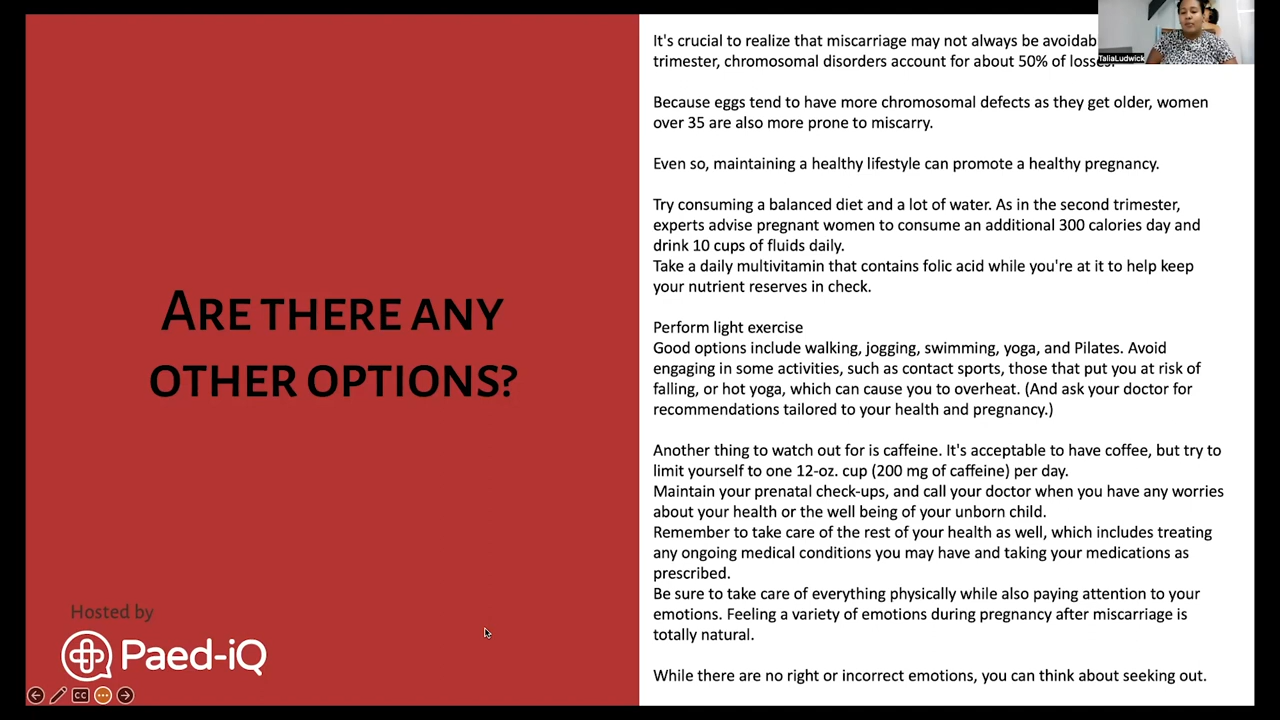 ARE THERE ANY
OTHER OPTIONS?
Hosted by
Paed-iQ
CC
It's crucial to realize that miscarriage may not always be
trimester, chromosomal disorders account for about 50% of losses.
TaliaLudwick
Because eggs tend to have more chromosomal defects as they get older, women
over 35 are also more prone to miscarry.
Even so, maintaining a healthy lifestyle can promote a healthy pregnancy.
Try consuming a balanced diet and a lot of water. As in the second trimester,
experts advise pregnant women to consume an additional 300 calories day and
drink 10 cups of fluids daily.
Take a daily multivitamin that contains folic acid while you're at it to help keep
your nutrient reserves in check.
Perform light exercise
Good options include walking, jogging, swimming, yoga, and Pilates. Avoid
engaging in some activities, such as contact sports, those that put you at risk of
falling, or hot yoga, which can cause you to overheat. (And ask your doctor for
recommendations tailored to your health and pregnancy.)
Another thing to watch out for is caffeine. It's acceptable to have coffee, but try to
limit yourself to one 12-oz. cup (200 mg of caffeine) per day.
Maintain your prenatal check-ups, and call your doctor when you have any worries
about your health or the well being of your unborn child.
Remember to take care of the rest of your health as well, which includes treating
any ongoing medical conditions you may have and taking your medications as
prescribed.
Be sure to take care of everything physically while also paying attention to your
emotions. Feeling a variety of emotions during pregnancy after miscarriage is
totally natural.
While there are no right or incorrect emotions, you can think about seeking out.